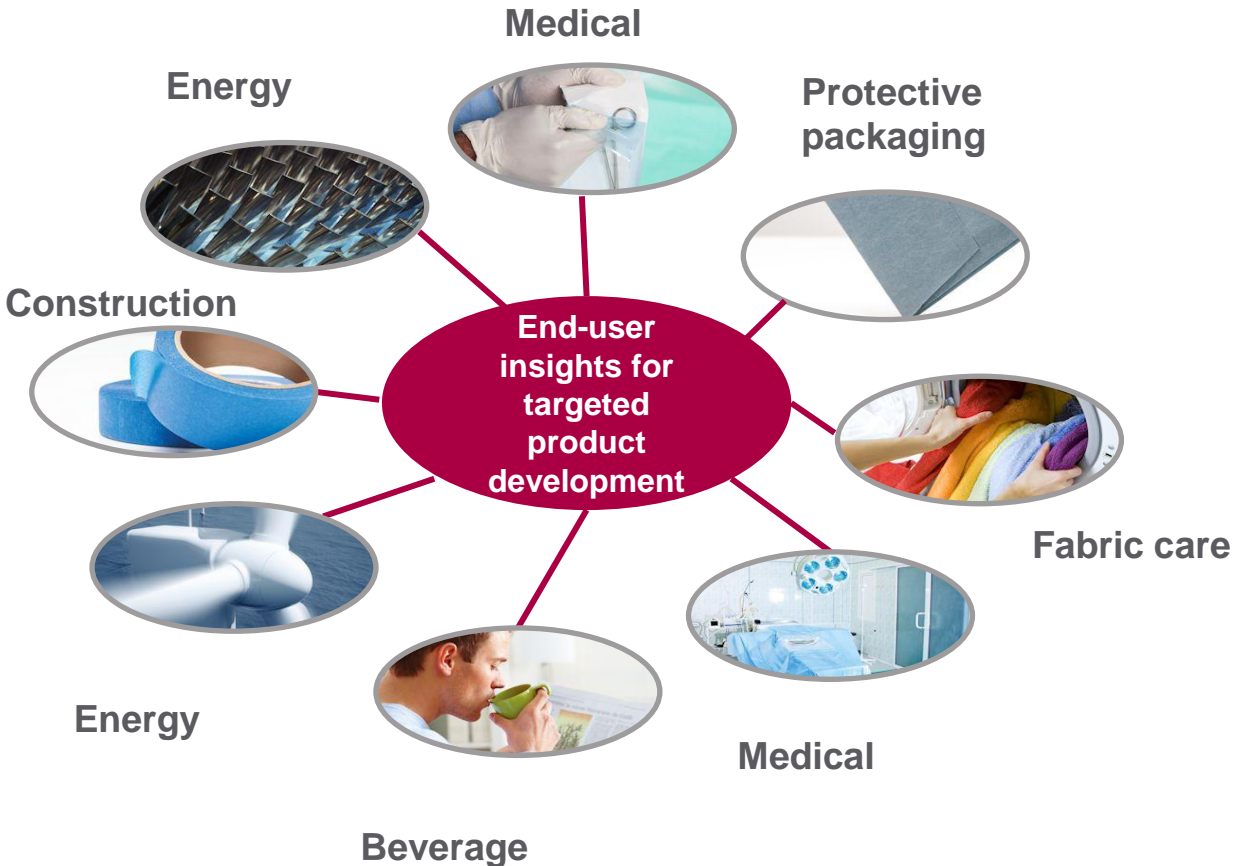 Medical
Energy
Protective
packaging
Construction
End-user
insights for
targeted
product
development
Fabric care
Energy
Medical
Beverage